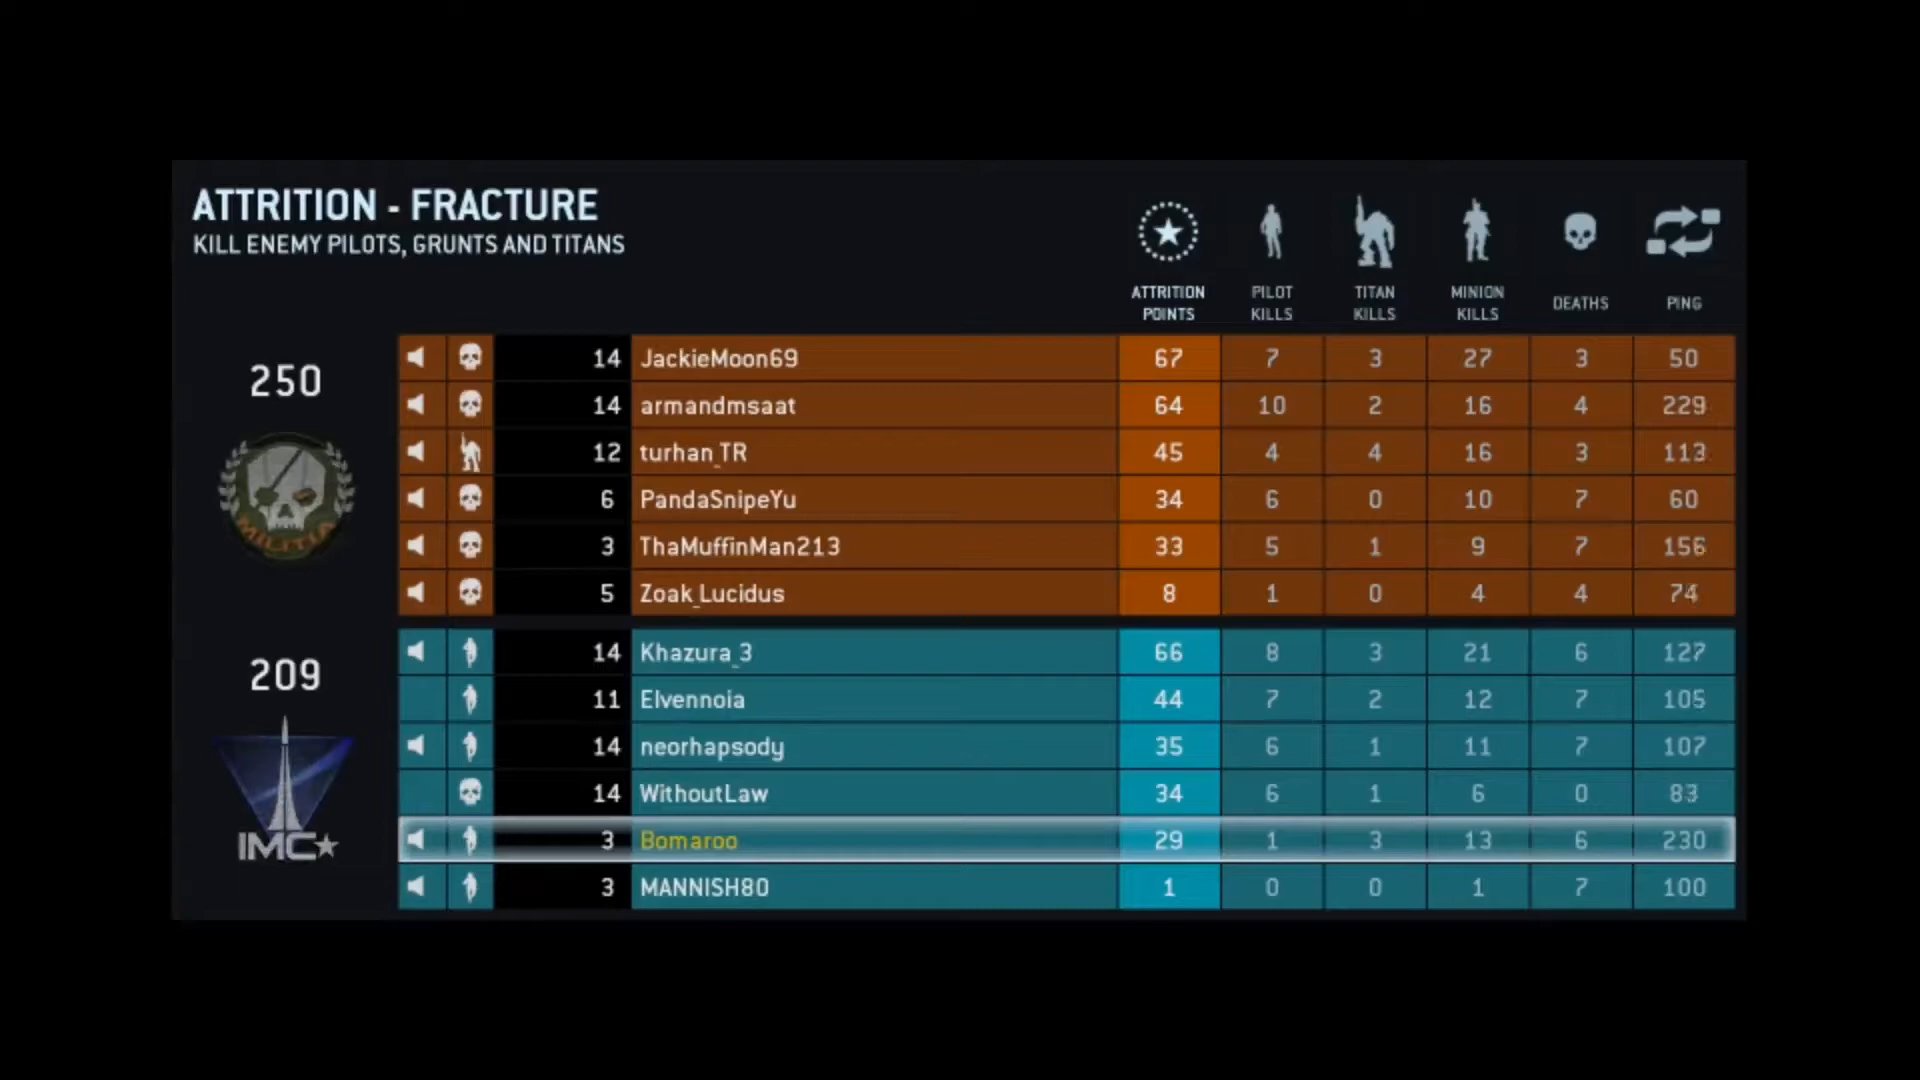 ATTRITION - FRACTURE
KILL ENEMY PILOTS, GRUNTS AND TITANS
ATTRITION POINTS PILOT KILLS TITAN KILLS MINION KILLS DEATHS PING
250
MILITIA
14 JackieMoon69 67 7 3 27 3 50
14 armandmsaat 64 10 2 16 4 229
12 turhan_TR 45 4 4 16 3 113
6 PandaSnipeYu 34 6 0 10 7 60
3 ThaMuffinMan213 33 5 1 9 7 156
5 Zoak_Lucidus 8 1 0 4 4 74
209
IMC
14 Khazura_3 66 8 3 21 6 127
11 Elvennoia 44 7 2 12 7 105
14 neorhapsody 35 6 1 11 7 107
14 WithoutLaw 34 6 1 6 0 83
3 Bomaroo 29 1 3 13 6 230
3 MANNISH80 1 0 0 1 7 100